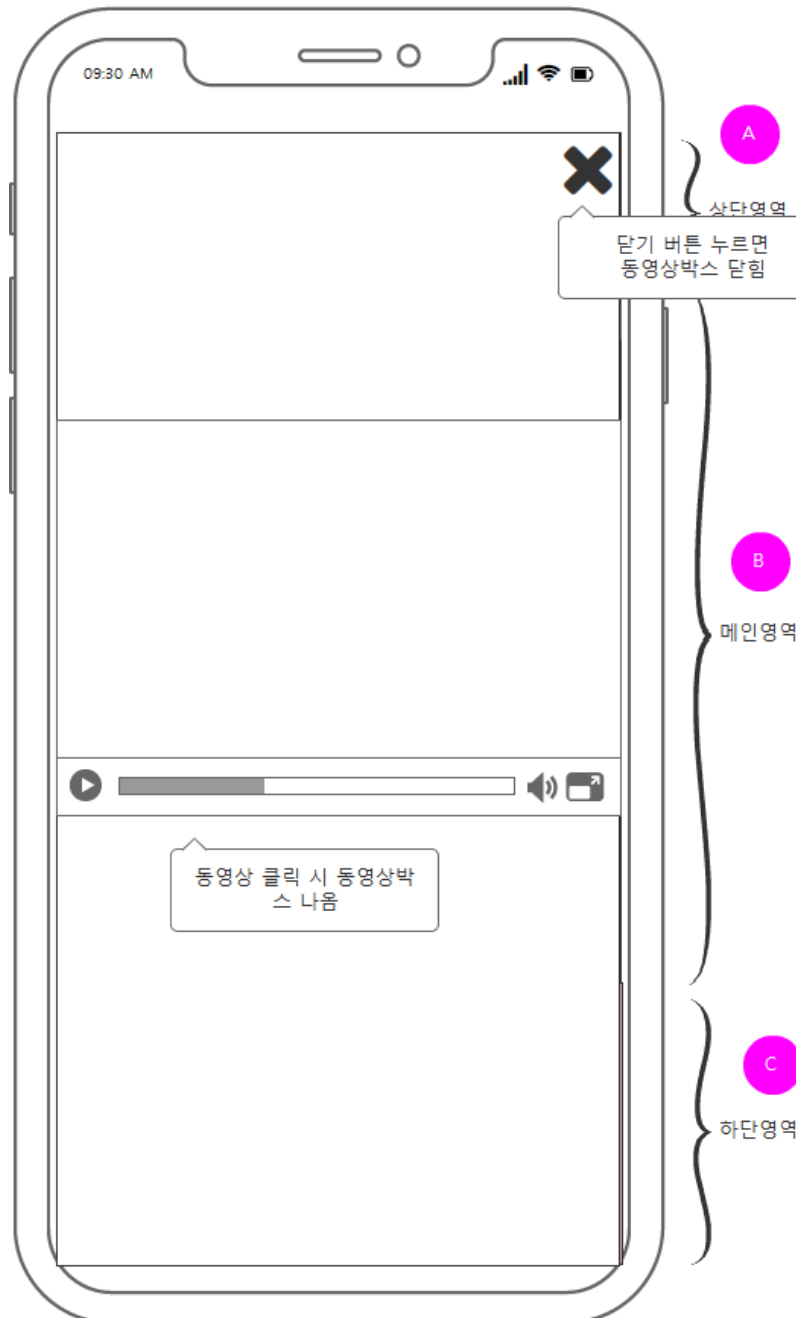 09:30 AM
A
상단영역
닫기 버튼 누르면
동영상박스 닫힘
B
메인영역
동영상 클릭 시 동영상박
스 나옴
C
하단영역